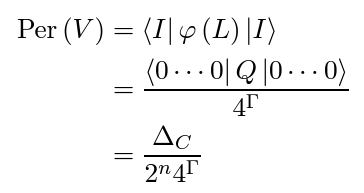 Per (V) = ⟨I| φ (L) |I⟩
= ⟨0 ⋯ 0| Q |0 ⋯ 0⟩ / 4^Γ
= Δ_C / 2^n 4^Γ